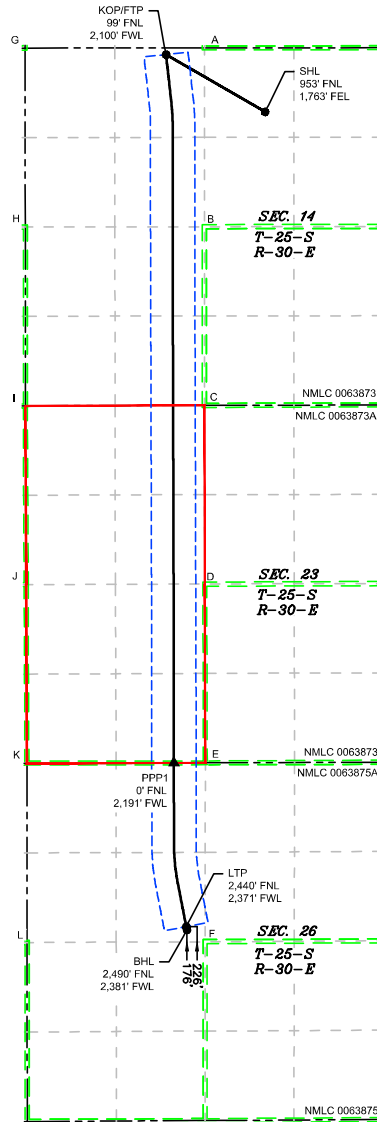 KOP/FTP
99' FNL
2,100' FWL
G
A
SHL
953' FNL
1,763' FEL
H
B
SEC. 14
T-25-S
R-30-E
NMLC 0063873
I
C
NMLC 0063873A
J
D
SEC. 23
T-25-S
R-30-E
NMLC 0063873
K
E
NMLC 0063875A
PPP1
0' FNL
2,191' FWL
LTP
2,440' FNL
2,371' FWL
L
F
SEC. 26
T-25-S
R-30-E
BHL
2,490' FNL
2,381' FWL
176'
226'
NMLC 0063875